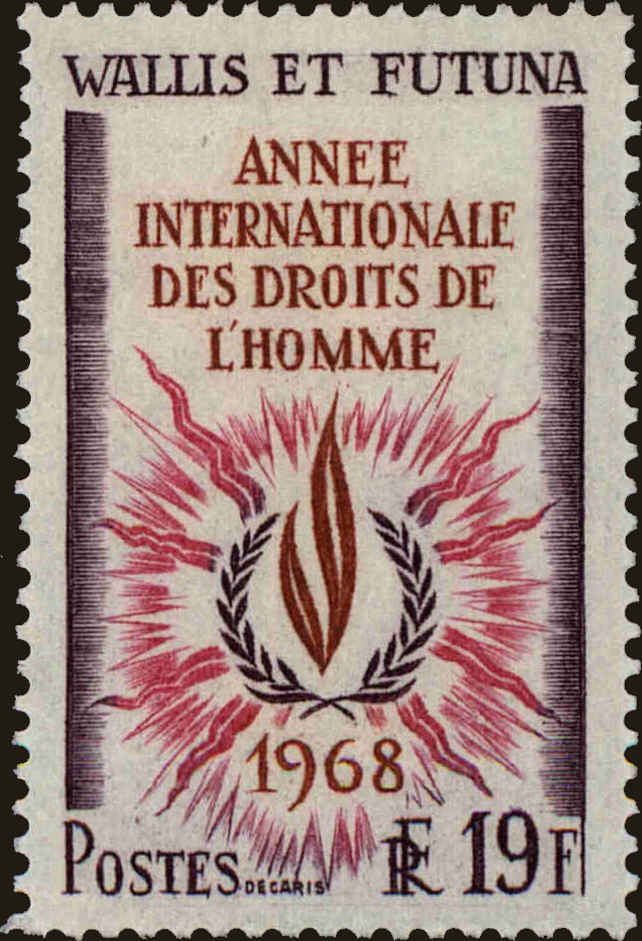 WALLIS ET FUTUNA
ANNEE
INTERNATIONALE
DES DROITS DE
L'HOMME
1968
POSTES DECARIS RF 19F